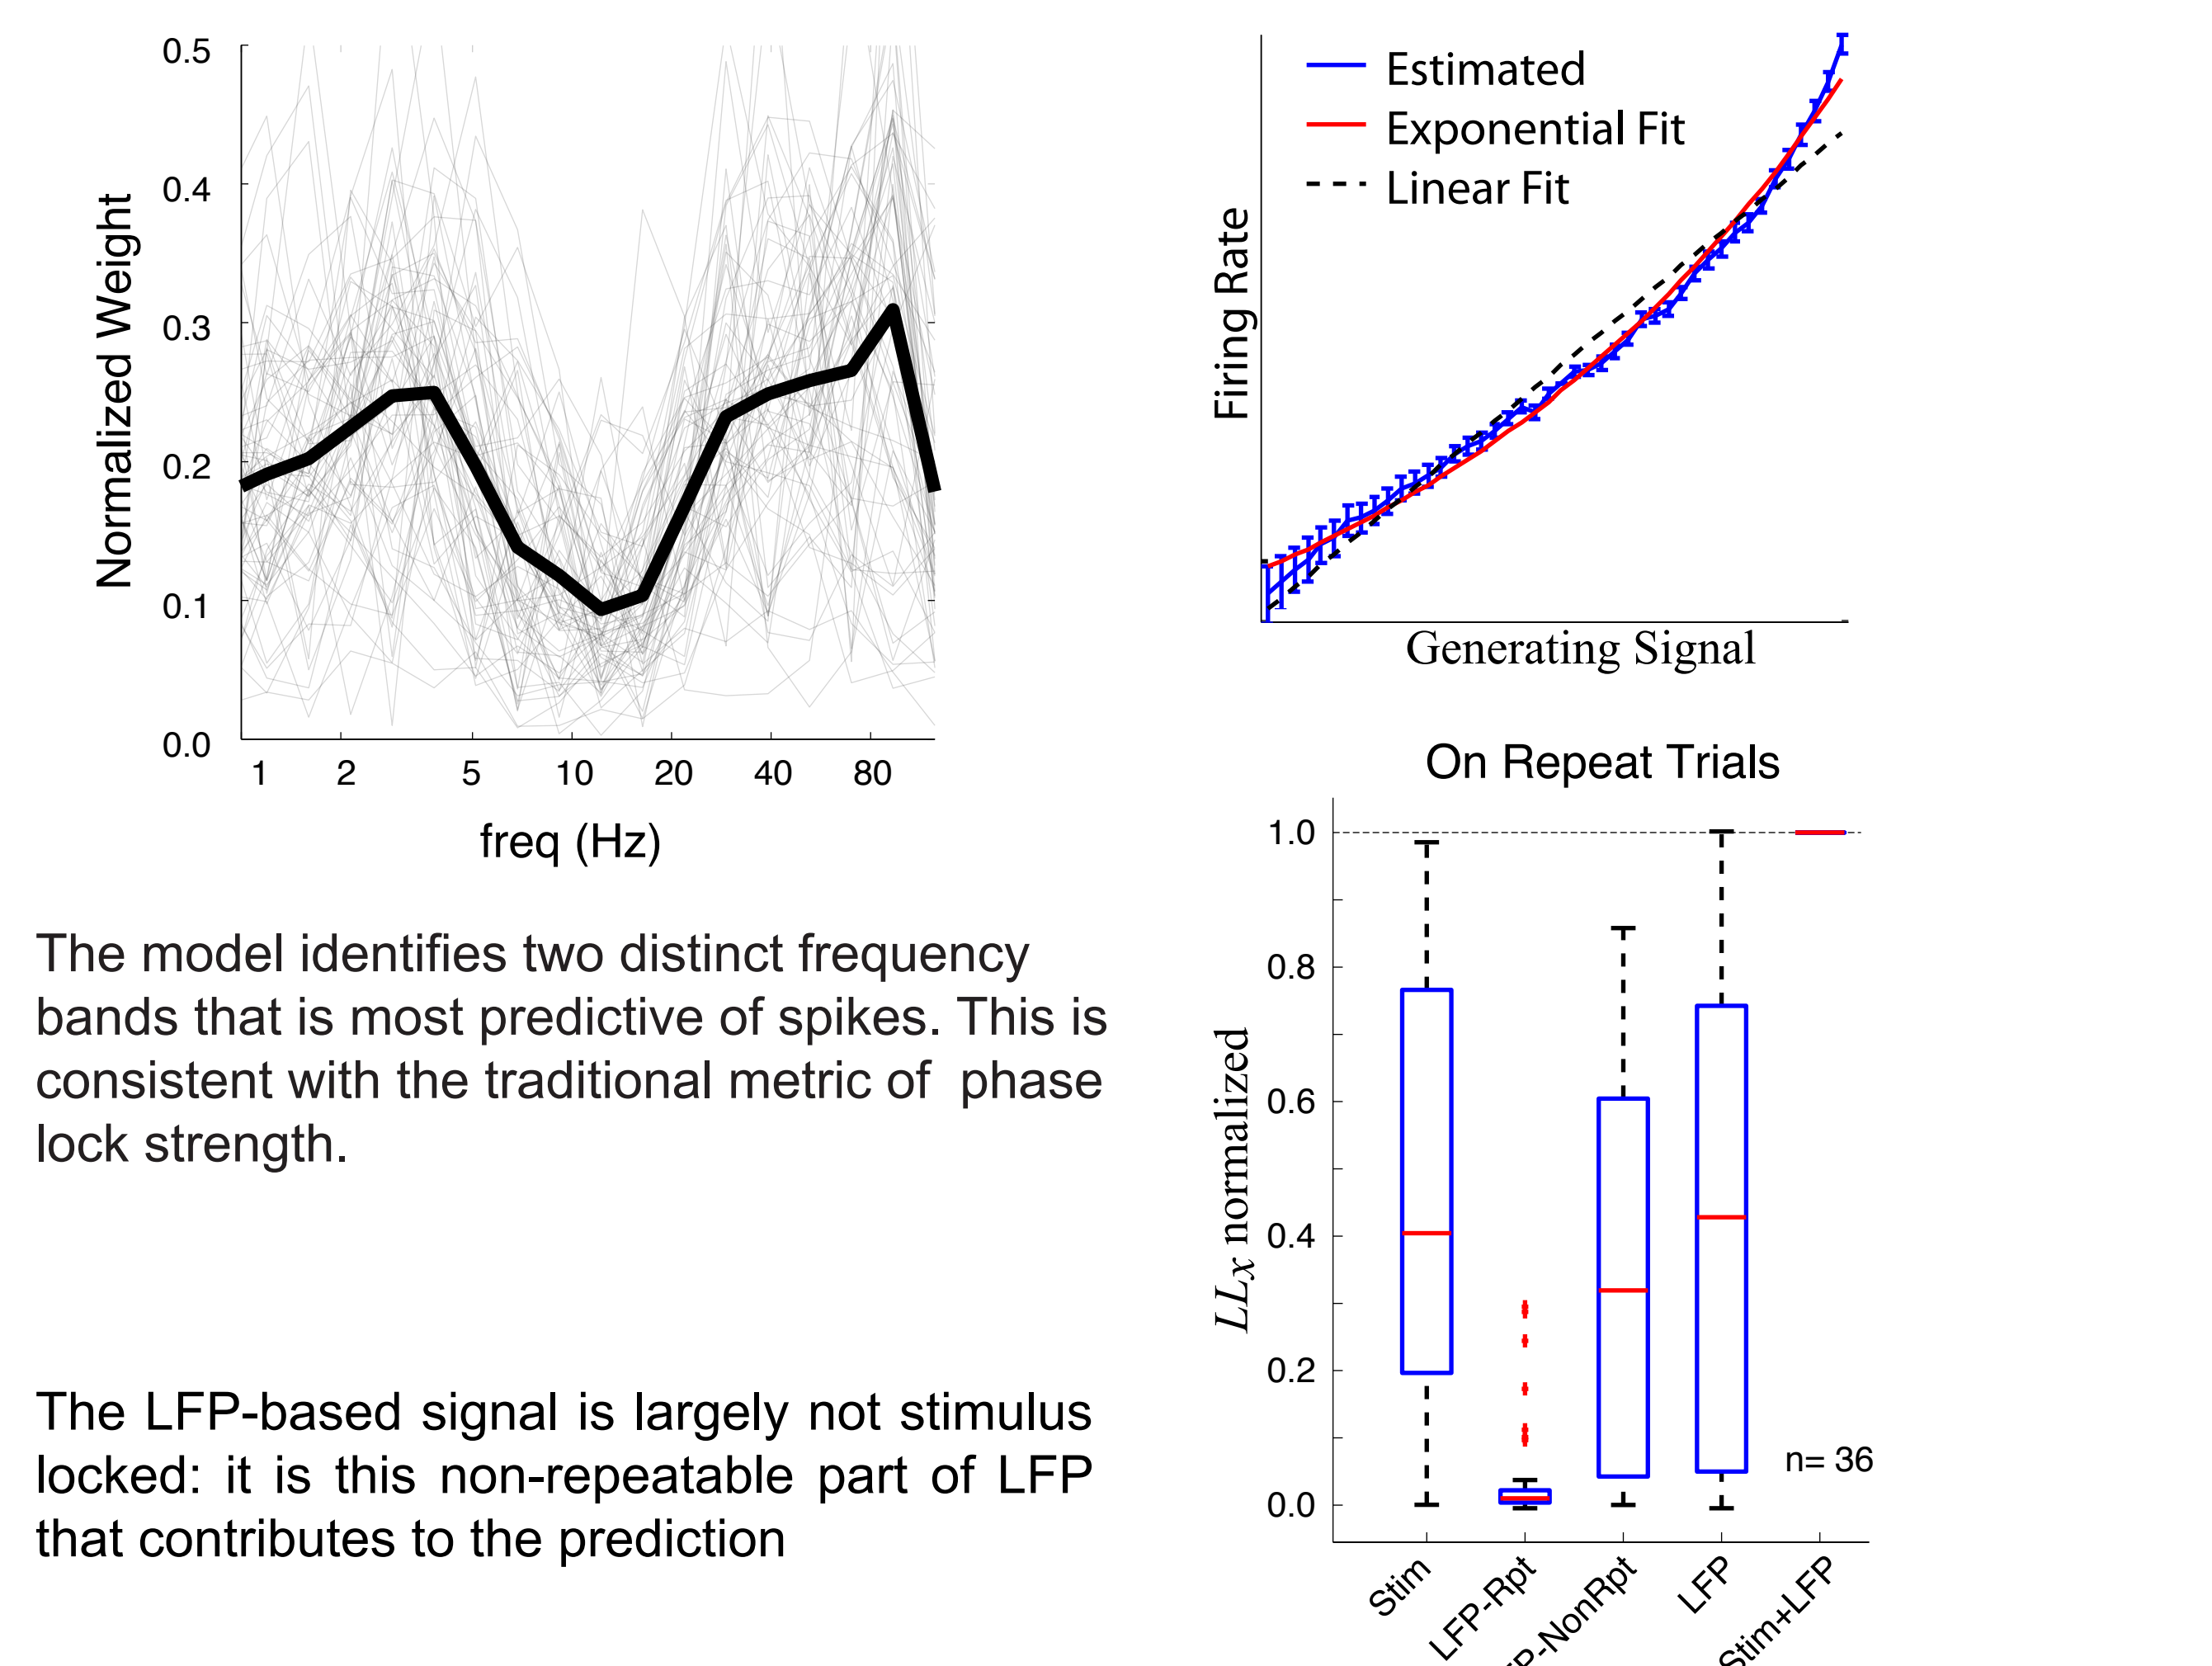 0.5
0.4
0.3
0.2
0.1
0.0
Normalized Weight
1 2 5 10 20 40 80
freq (Hz)
Estimated
Exponential Fit
Linear Fit
Firing Rate
Generating Signal
The model identifies two distinct frequency
bands that is most predictive of spikes. This is
consistent with the traditional metric of phase
lock strength.
The LFP-based signal is largely not stimulus
locked: it is this non-repeatable part of LFP
that contributes to the prediction
On Repeat Trials
1.0
0.8
0.6
0.4
0.2
0.0
LLx normalized
n= 36
Stim
LFP-Rpt
P-NonRpt
LFP
Stim+LFP